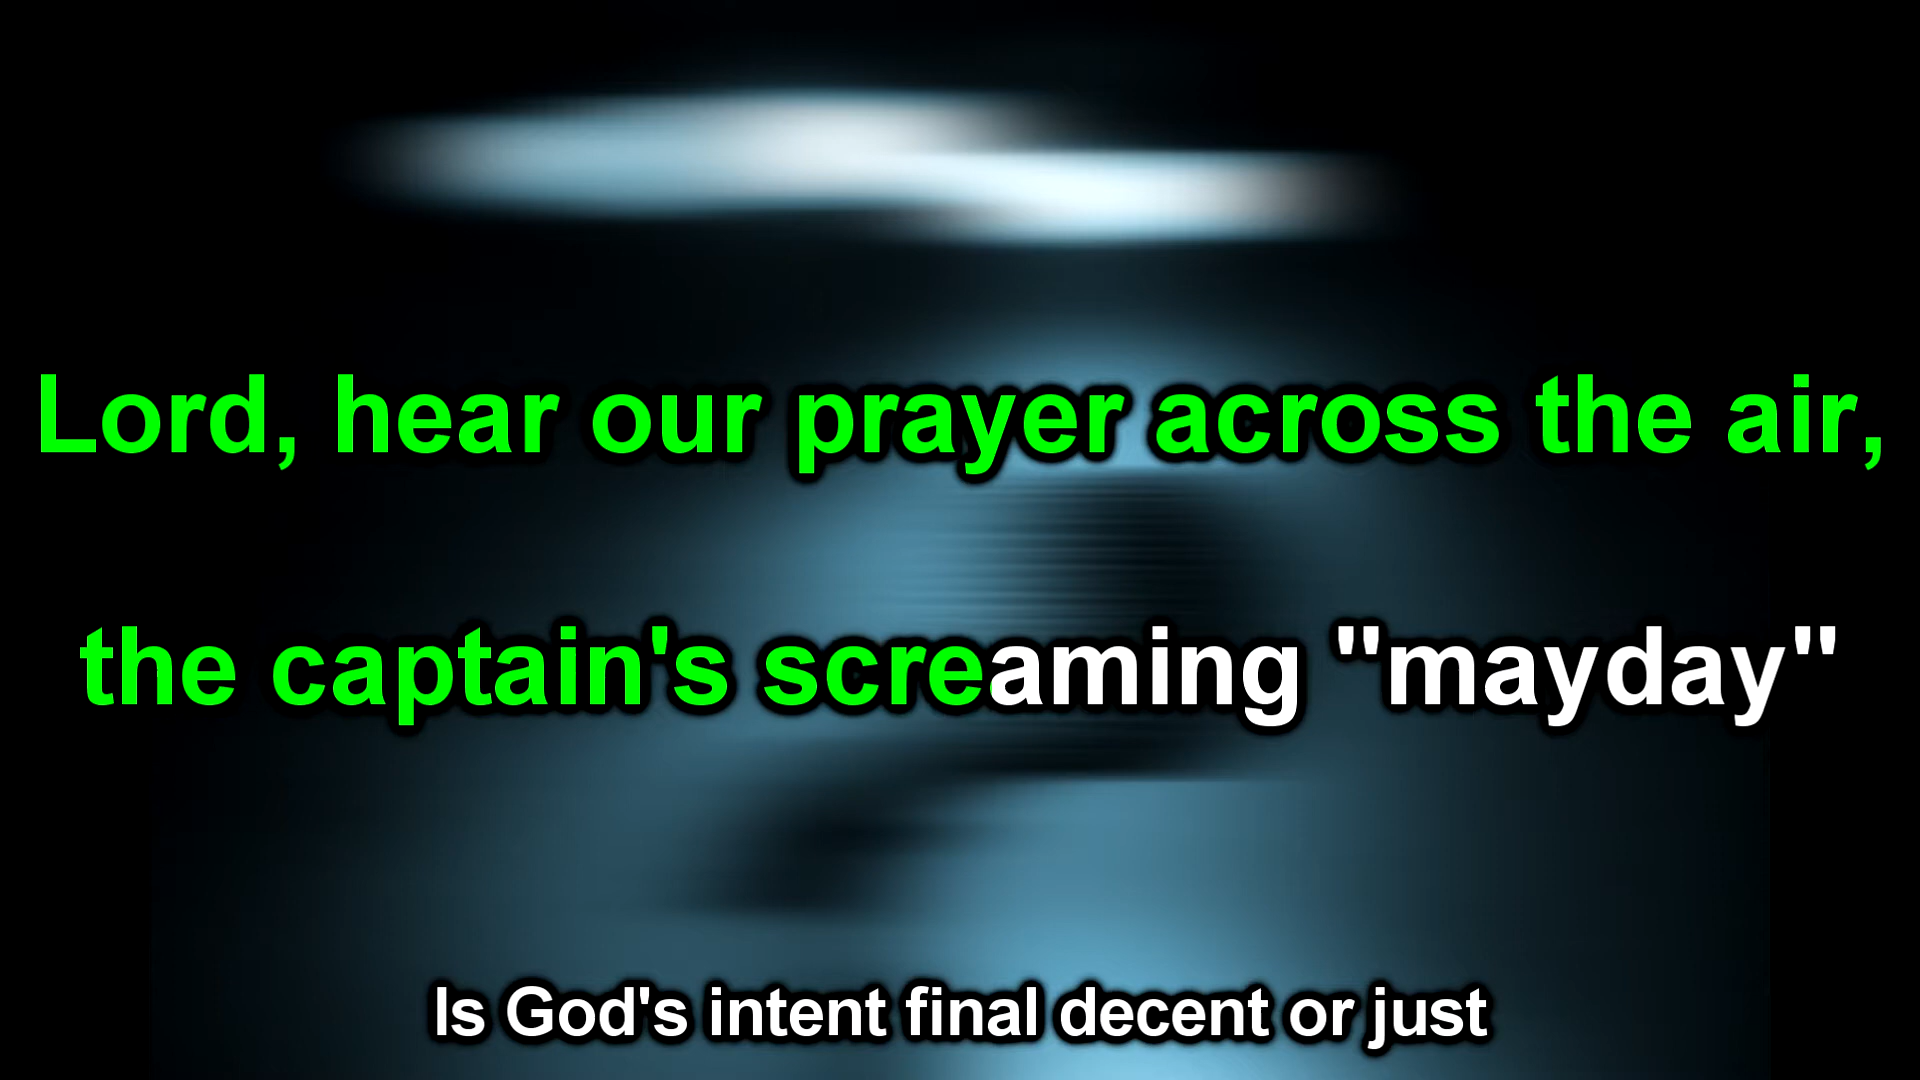 Lord, hear our prayer across the air,
the captain's screaming "mayday"
Is God's intent final decent or just